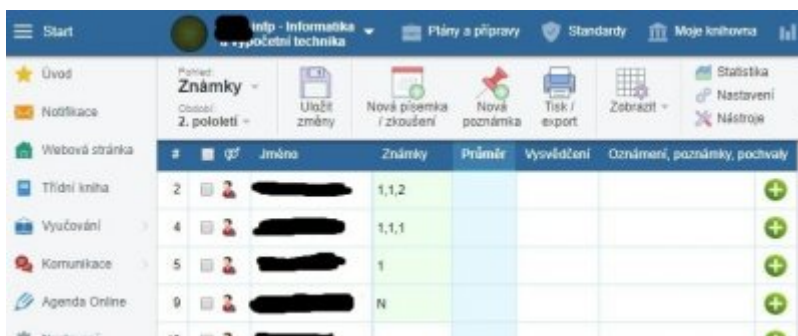 Start
intp - Informatika
a výpočetní technika
Plány a přípravy
Standardy
Moje knihovna
Úvod
Notifikace
Webová stránka
Třídní kniha
Vyučování
Komunikace
Agenda Online
Pohled:
Známky
Období:
2. pololetí
Uložit
změny
Nová písemka
/ zkoušení
Nová
poznámka
Tisk /
export
Zobrazit
Statistika
Nastavení
Nástroje
# Jméno Známky Průměr Vysvědčení Oznámení, poznámky, pochvaly
2 1,1,2
4 1,1,1
5 1
9 N